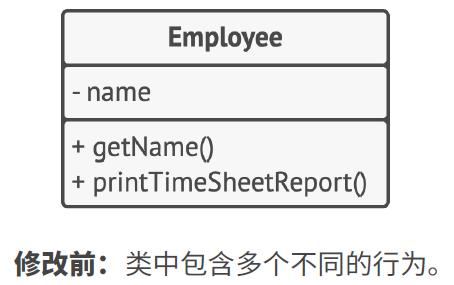 Employee
- name
+ getName()
+ printTimeSheetReport()
修改前：类中包含多个不同的行为。